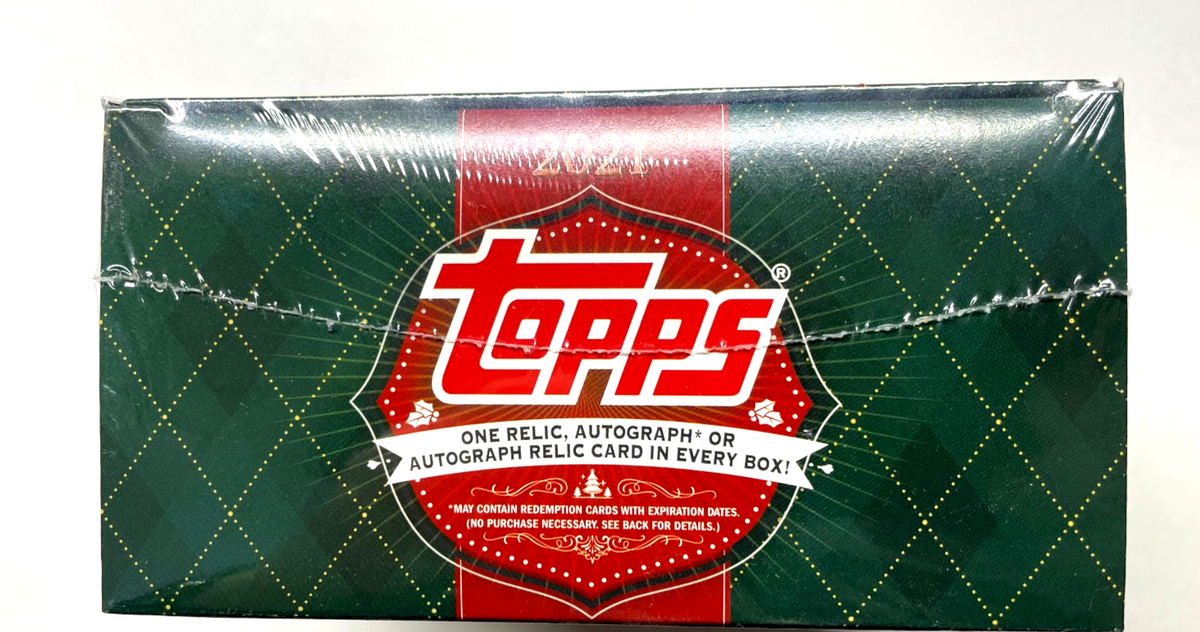 2021
Topps®
ONE RELIC, AUTOGRAPH* OR
AUTOGRAPH RELIC CARD IN EVERY BOX!
*MAY CONTAIN REDEMPTION CARDS WITH EXPIRATION DATES.
(NO PURCHASE NECESSARY. SEE BACK FOR DETAILS.)